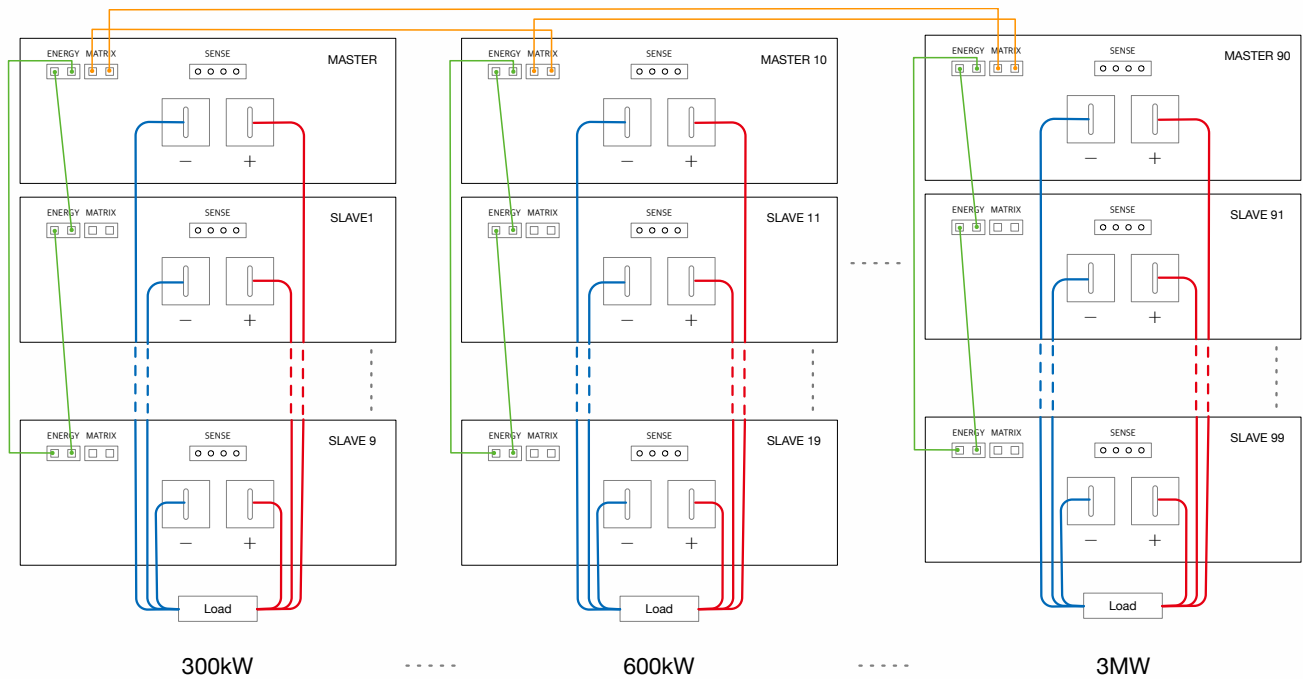 ENERGY MATRIX SENSE MASTER
− +
ENERGY MATRIX SENSE SLAVE1
− +
ENERGY MATRIX SENSE SLAVE 9
− +
Load
300kW
ENERGY MATRIX SENSE MASTER 10
− +
ENERGY MATRIX SENSE SLAVE 11
− +
ENERGY MATRIX SENSE SLAVE 19
− +
Load
600kW
ENERGY MATRIX SENSE MASTER 90
− +
ENERGY MATRIX SENSE SLAVE 91
− +
ENERGY MATRIX SENSE SLAVE 99
− +
Load
3MW